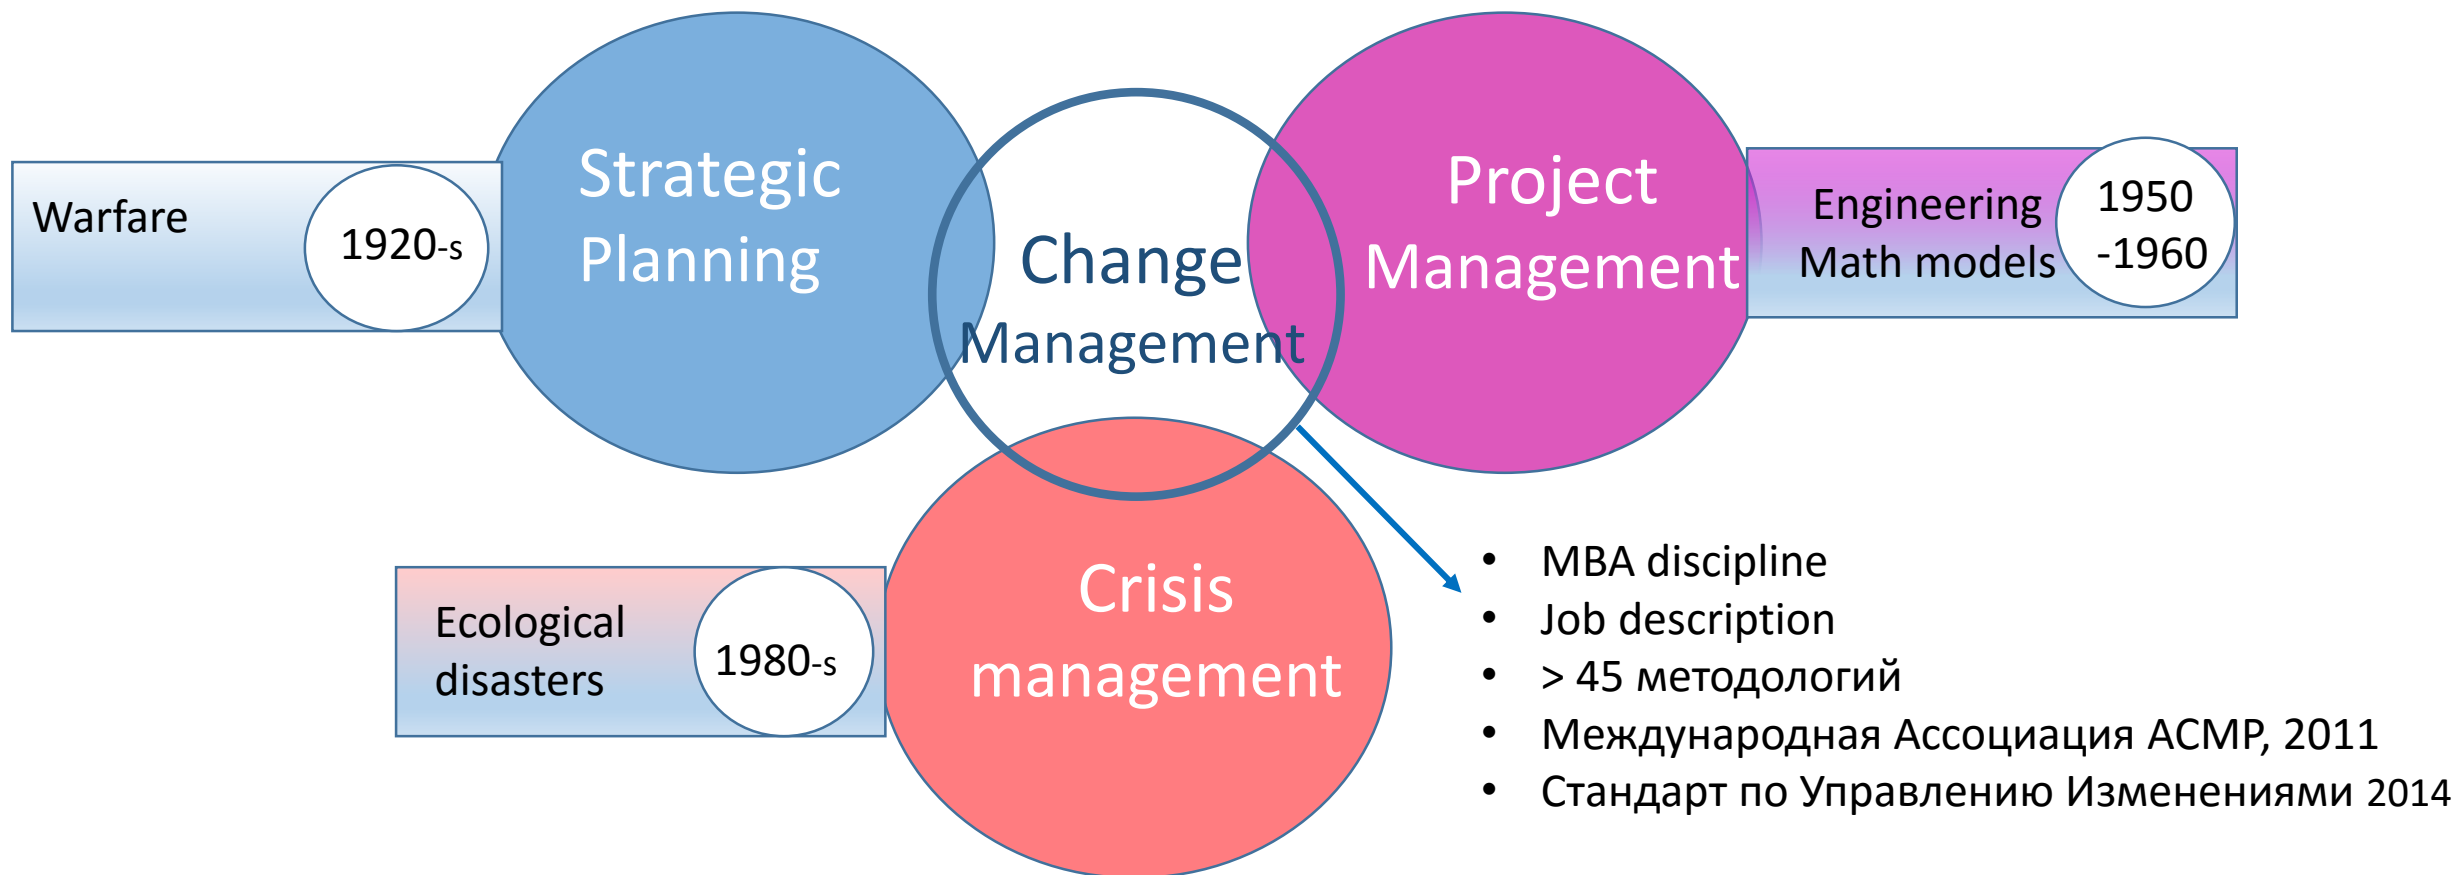 Warfare
1920-s
Strategic
Planning
Change
Management
Project
Management
Engineering
Math models
1950
-1960
Ecological
disasters
1980-s
Crisis
management
• MBA discipline
• Job description
• > 45 методологий
• Международная Ассоциация ACMP, 2011
• Стандарт по Управлению Изменениями 2014